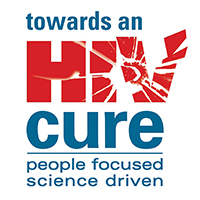 towards an
HIV
cure
people focused
science driven